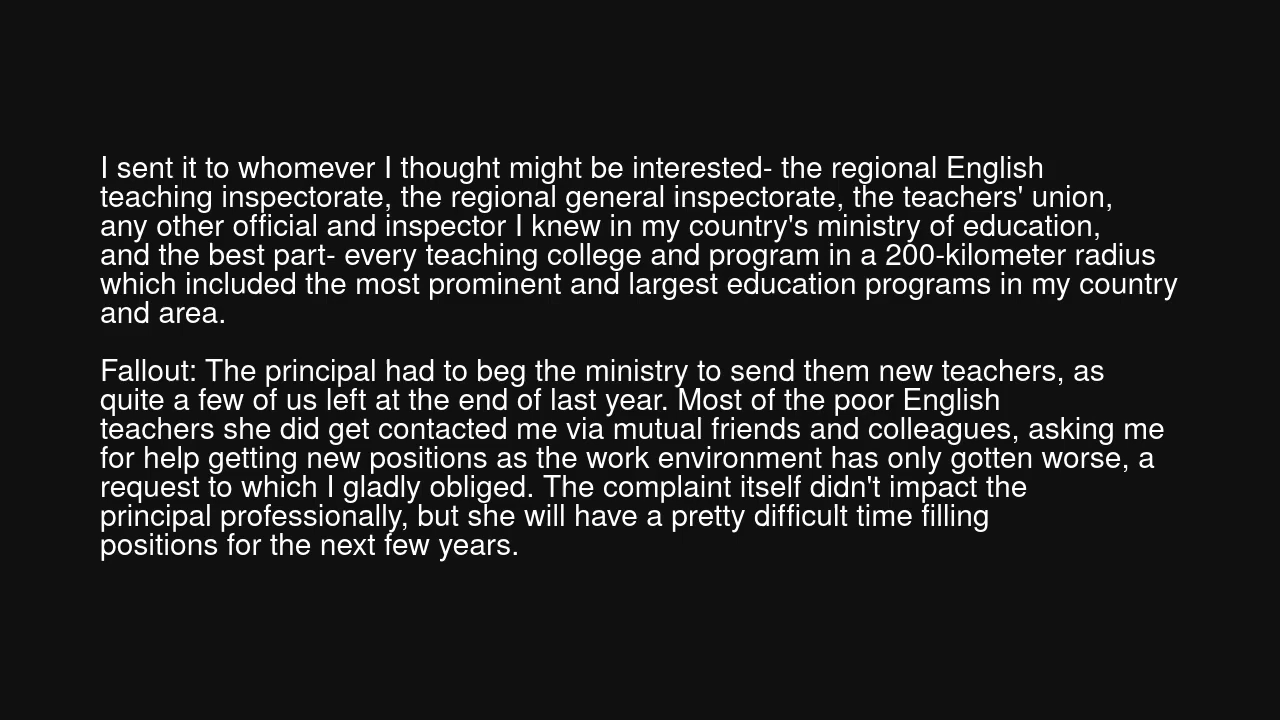 I sent it to whomever I thought might be interested- the regional English
teaching inspectorate, the regional general inspectorate, the teachers' union,
any other official and inspector I knew in my country's ministry of education,
and the best part- every teaching college and program in a 200-kilometer radius
which included the most prominent and largest education programs in my country
and area.
Fallout: The principal had to beg the ministry to send them new teachers, as
quite a few of us left at the end of last year. Most of the poor English
teachers she did get contacted me via mutual friends and colleagues, asking me
for help getting new positions as the work environment has only gotten worse, a
request to which I gladly obliged. The complaint itself didn't impact the
principal professionally, but she will have a pretty difficult time filling
positions for the next few years.